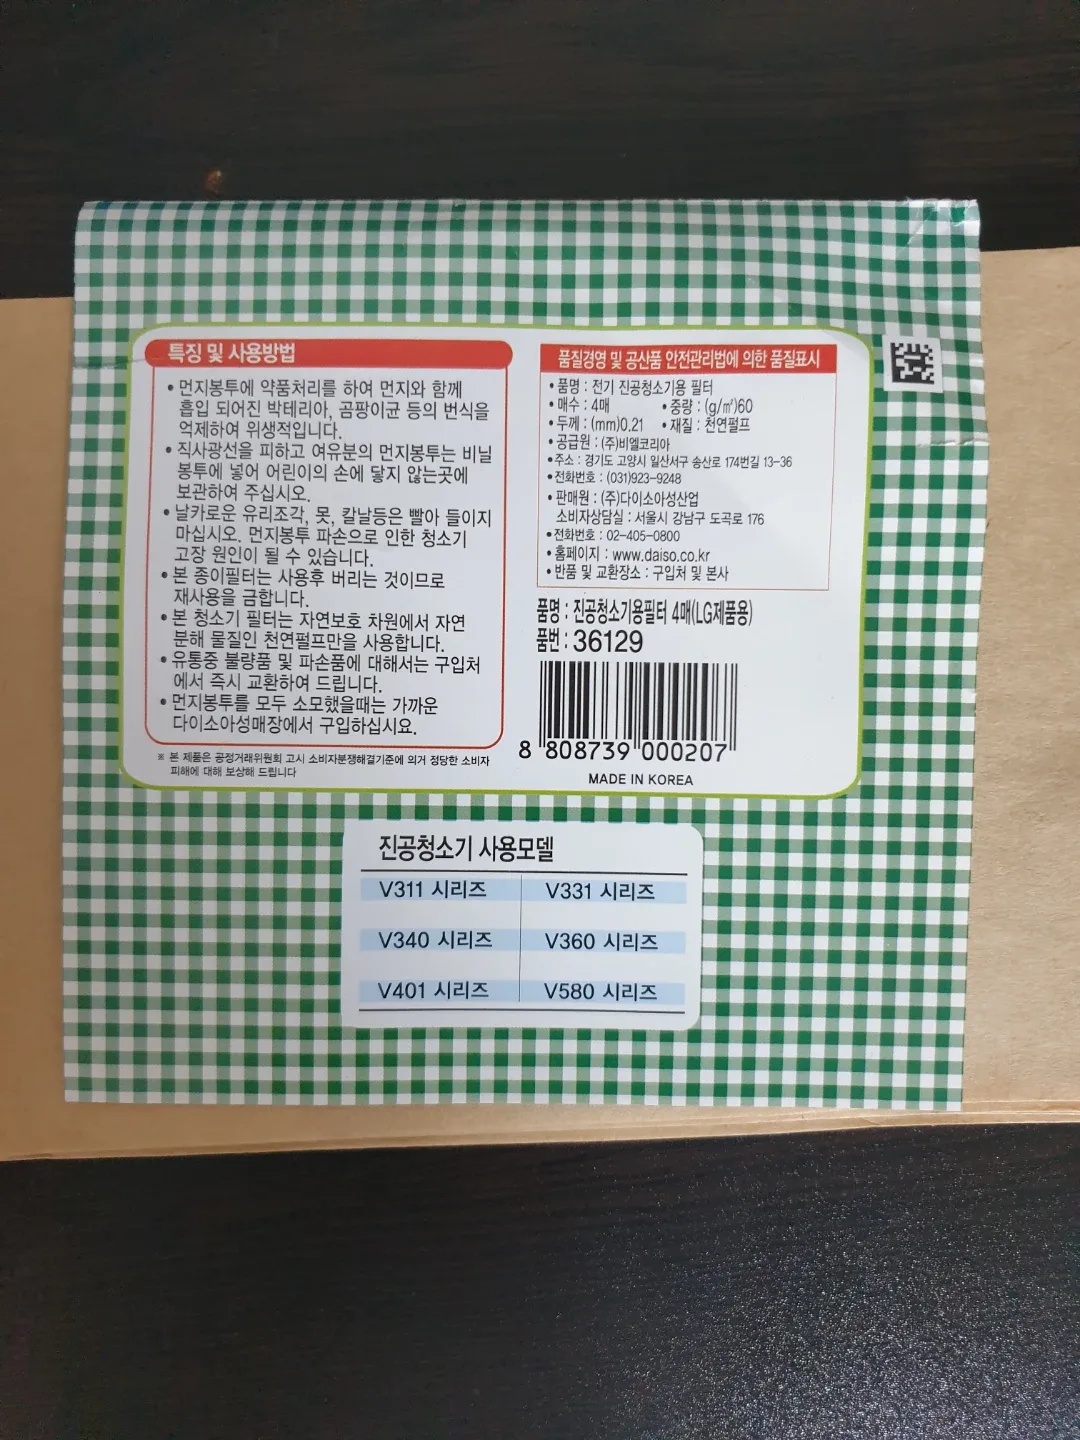 특징 및 사용방법
• 먼지봉투에 약품처리를 하여 먼지와 함께
흡입 되어진 박테리아, 곰팡이균 등의 번식을
억제하여 위생적입니다.
• 직사광선을 피하고 여유분의 먼지봉투는 비닐
봉투에 넣어 어린이의 손에 닿지 않는곳에
보관하여 주십시오.
• 날카로운 유리조각, 못, 칼날등은 빨아 들이지
마십시오. 먼지봉투 파손으로 인한 청소기
고장 원인이 될 수 있습니다.
• 본 종이필터는 사용후 버리는 것이므로
재사용을 금합니다.
• 본 청소기 필터는 자연보호 차원에서 자연
분해 물질인 천연펄프만을 사용합니다.
• 유통중 불량품 및 파손품에 대해서는 구입처
에서 즉시 교환하여 드립니다.
• 먼지봉투를 모두 소모했을때는 가까운
다이소아성매장에서 구입하십시요.
※ 본 제품은 공정거래위원회 고시 소비자분쟁해결기준에 의거 정당한 소비자
피해에 대해 보상해 드립니다
품질경영 및 공산품 안전관리법에 의한 품질표시
• 품명 : 전기 진공청소기용 필터
• 매수 : 4매 • 중량 : (g/㎡)60
• 두께 : (mm)0.21 • 재질 : 천연펄프
• 공급원 : (주)비엘코리아
• 주소 : 경기도 고양시 일산서구 송산로 174번길 13-36
• 전화번호 : (031)923-9248
• 판매원 : (주)다이소아성산업
소비자상담실 : 서울시 강남구 도곡로 176
• 전화번호 : 02-405-0800
• 홈페이지 : www.daiso.co.kr
• 반품 및 교환장소 : 구입처 및 본사
품명 : 진공청소기용필터 4매(LG제품용)
품번 : 36129
8 808739 000207
MADE IN KOREA
진공청소기 사용모델
V311 시리즈 V331 시리즈
V340 시리즈 V360 시리즈
V401 시리즈 V580 시리즈